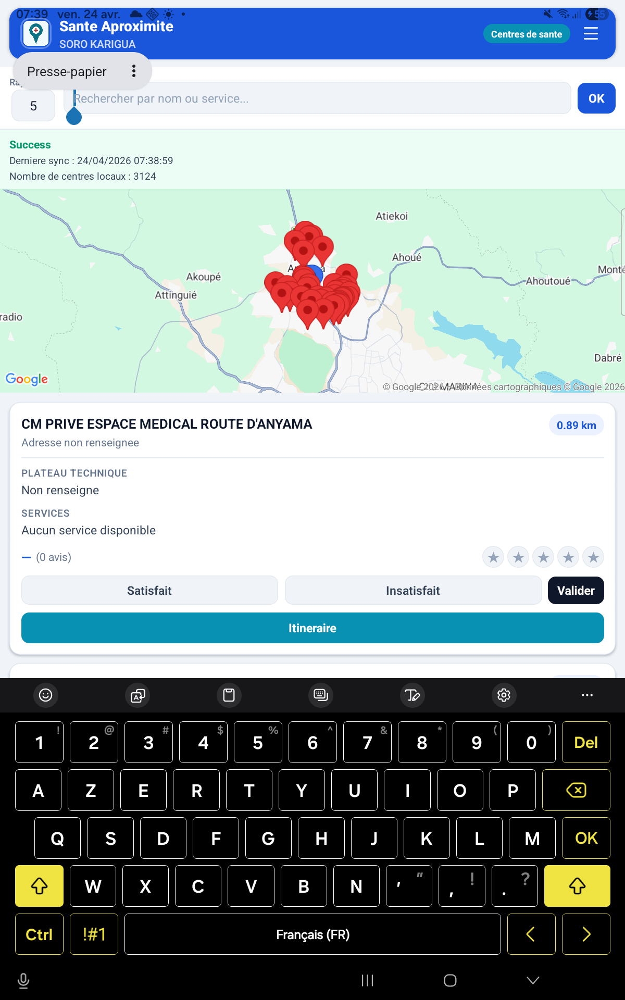 07:39 ven. 24 avr.
55
Sante Aproximite
SORO KARIGUA
Centres de sante
Presse-papier
5
Rechercher par nom ou service...
OK
Success
Derniere sync : 24/04/2026 07:38:59
Nombre de centres locaux : 3124
Atiekoi
Ahoué
Akoupé
Attinguié
Ahoutoué
radio
Dabré
Google
© Google 2026 - Données cartographiques © Google 2026
CM PRIVE ESPACE MEDICAL ROUTE D'ANYAMA
0.89 km
Adresse non renseignee
PLATEAU TECHNIQUE
Non renseigne
SERVICES
Aucun service disponible
— (0 avis)
Satisfait
Insatisfait
Valider
Itineraire
1 ! 2 @ 3 # 4 $ 5 % 6 ^ 7 & 8 * 9 ( 0 ) Del
A Z E R T Y U I O P
Q S D F G H J K L M OK
W X C V B N ' " , ! . ?
Ctrl !#1 Français (FR) < >